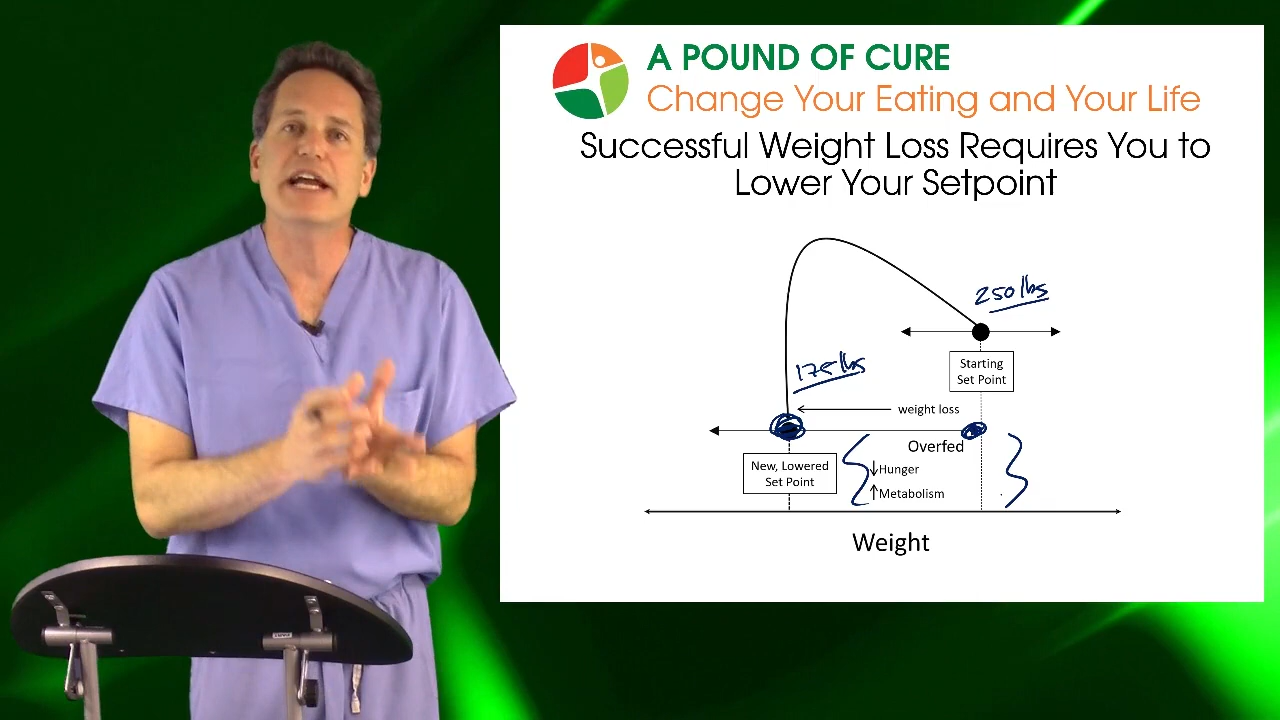 A POUND OF CURE
Change Your Eating and Your Life
Successful Weight Loss Requires You to
Lower Your Setpoint
250 lbs
Starting
Set Point
175 lbs
weight loss
Overfed
New, Lowered
Set Point
↓Hunger
↑Metabolism
Weight